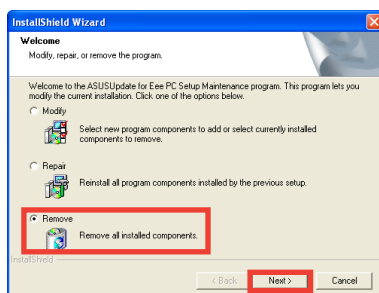 InstallShield Wizard
Welcome
Modify, repair, or remove the program.
Welcome to the ASUSUpdate for Eee PC Setup Maintenance program. This program lets you
modify the current installation. Click one of the options below.
Modify
Select new program components to add or select currently installed
components to remove.
Repair
Reinstall all program components installed by the previous setup.
Remove
Remove all installed components.
InstallShield
< Back
Next >
Cancel